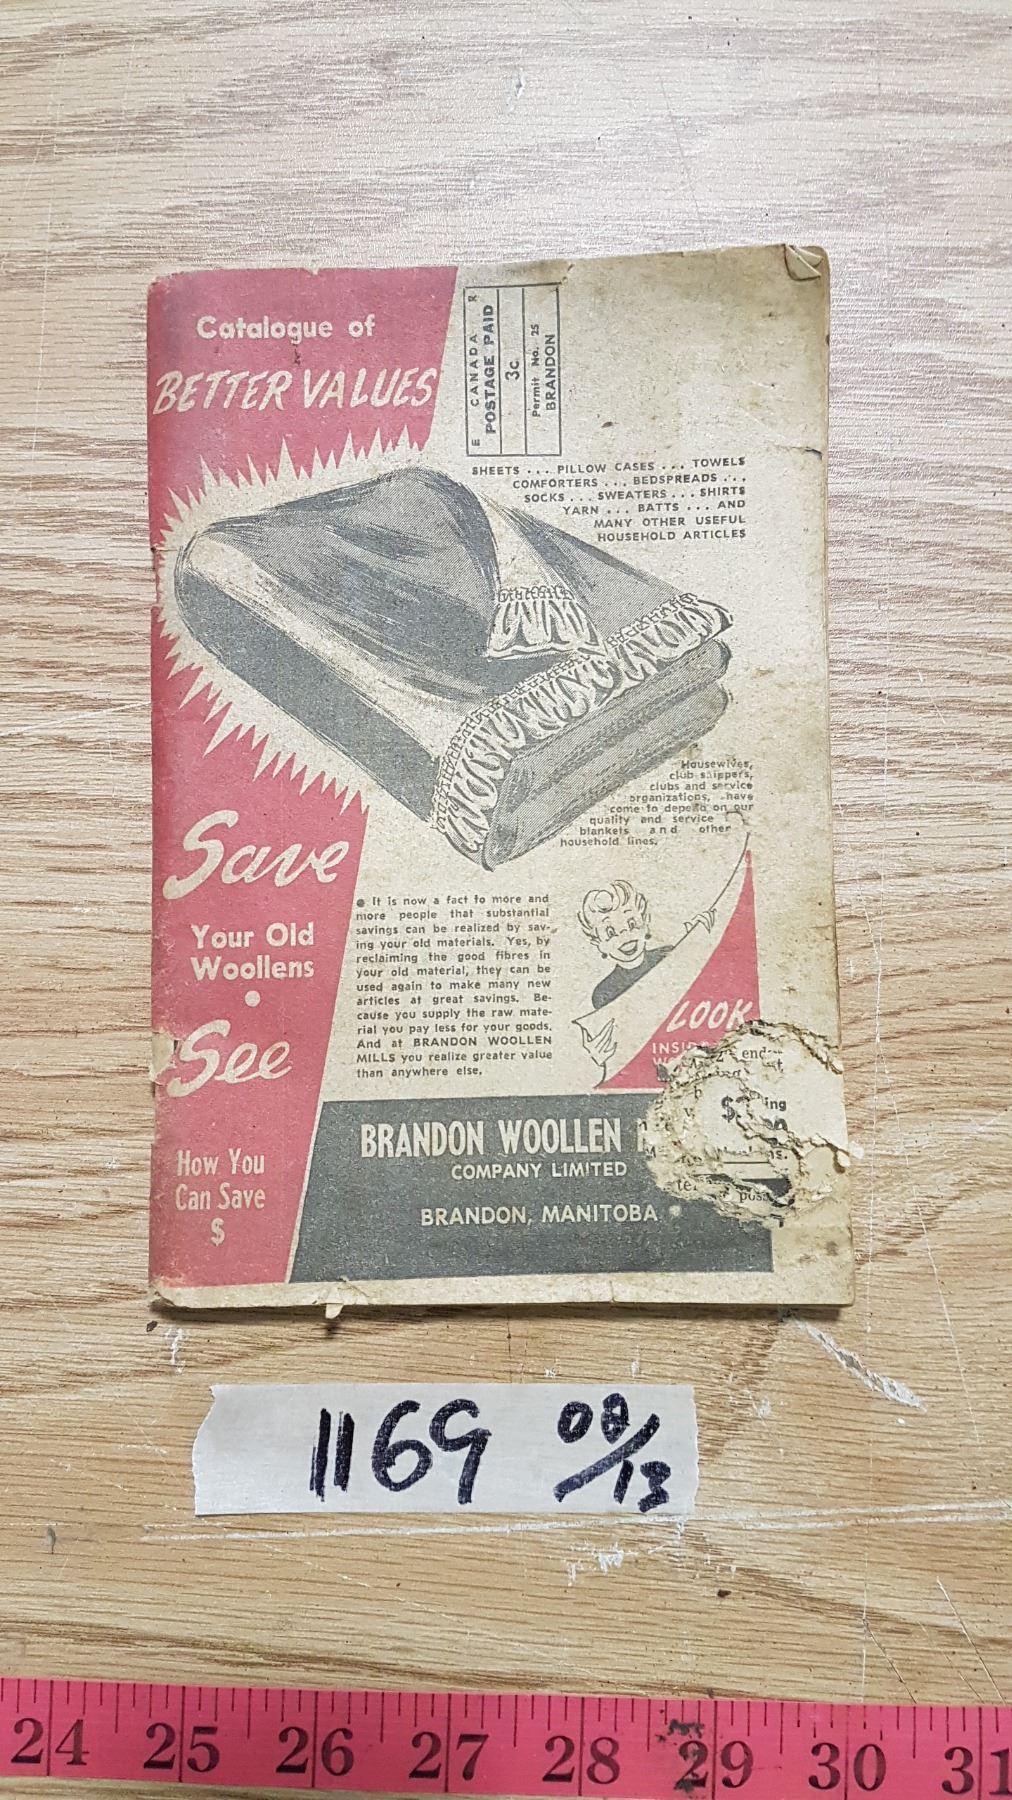 Catalogue of
BETTER VALUES
E CANADA R
POSTAGE PAID
3c
Permit No. 25
BRANDON
SHEETS ... PILLOW CASES ... TOWELS
COMFORTERS ... BEDSPREADS ...
SOCKS ... SWEATERS ... SHIRTS
YARN ... BATTS ... AND
MANY OTHER USEFUL
HOUSEHOLD ARTICLES
Housewives,
club shippers,
clubs and service
organizations, have
come to depend on our
quality and service
blankets and other
household lines.
Save
Your Old
Woollens
•
See
How You
Can Save
$
• It is now a fact to more and
more people that substantial
savings can be realized by sav-
ing your old materials. Yes, by
reclaiming the good fibres in
your old material, they can be
used again to make many new
articles at great savings. Be-
cause you supply the raw mate-
rial you pay less for your goods.
And at BRANDON WOOLLEN
MILLS you realize greater value
than anywhere else.
LOOK
BRANDON WOOLLEN
COMPANY LIMITED
BRANDON, MANITOBA
1169 08/13
24 25 26 27 28 29 30 31